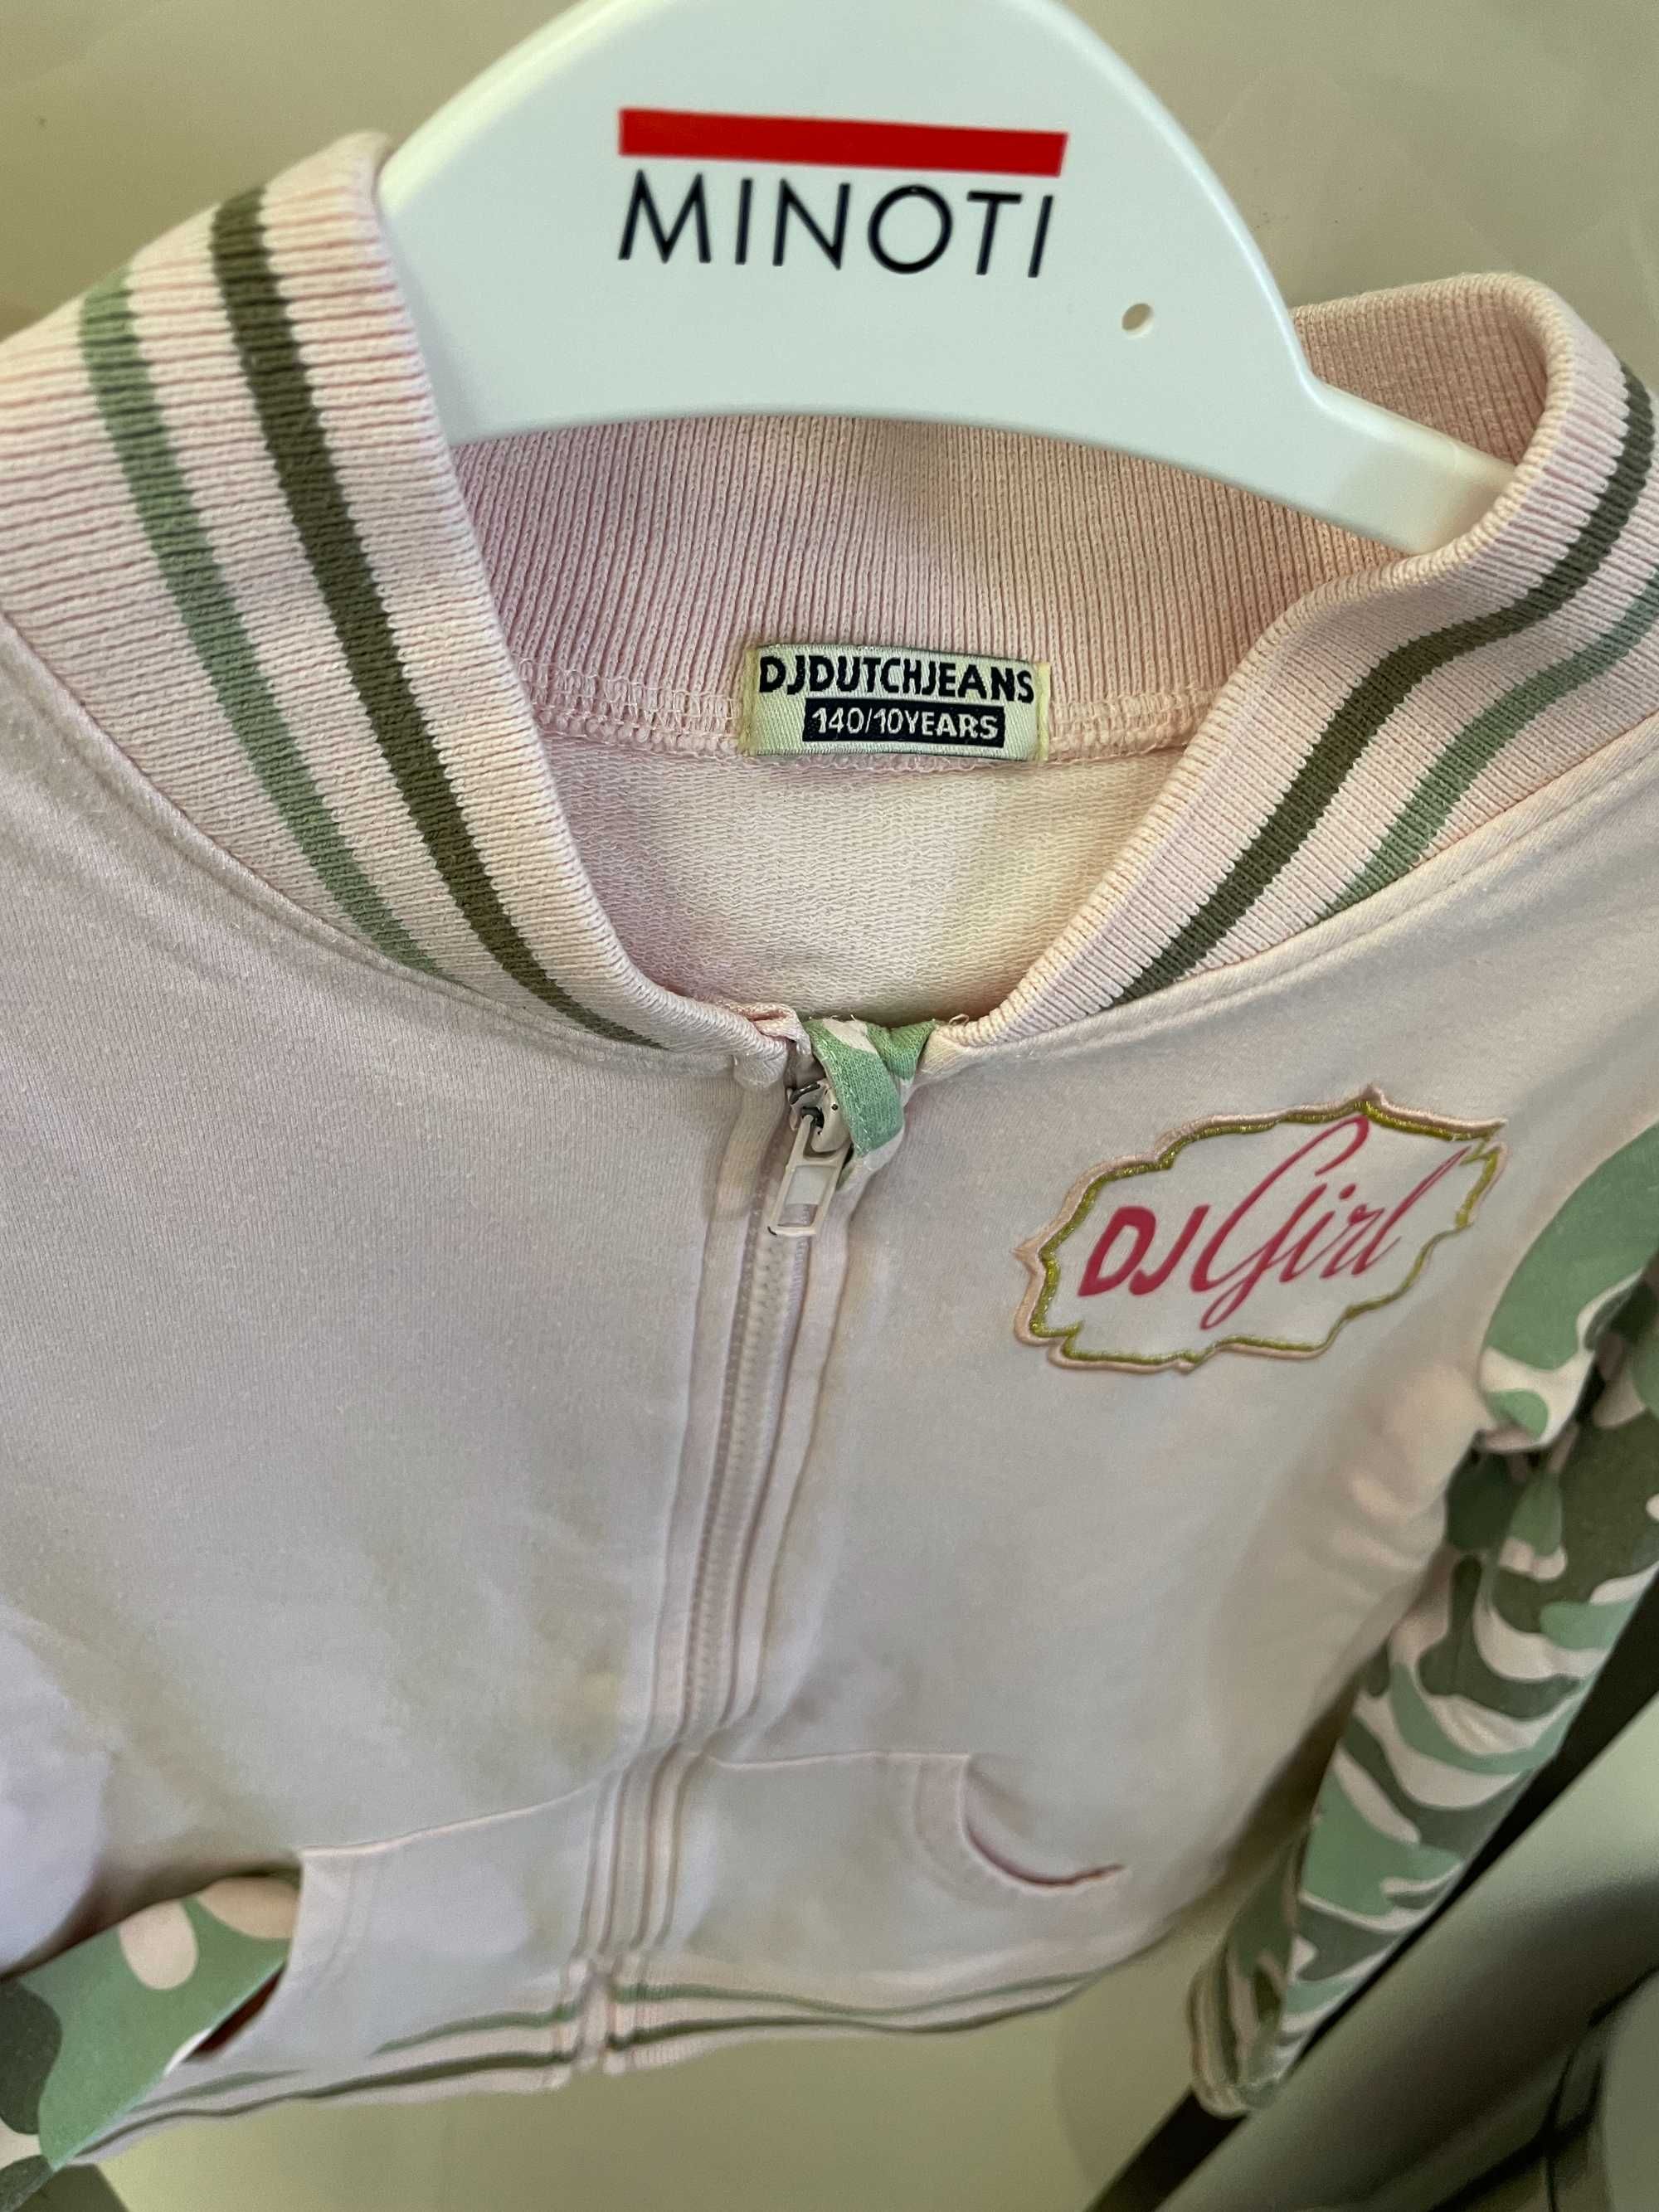 MINOTI
DJDUTCHJEANS
140/10YEARS
DJ Girl